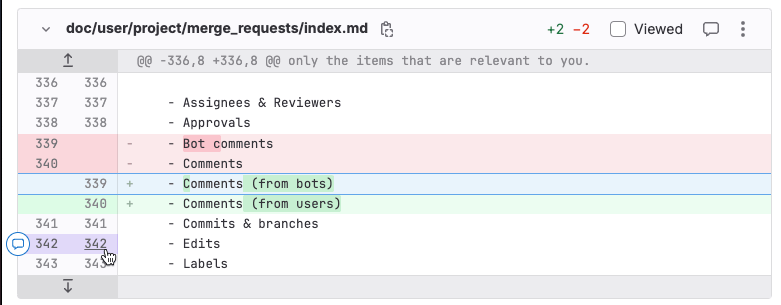 doc/user/project/merge_requests/index.md +2 −2 Viewed
@@ -336,8 +336,8 @@ only the items that are relevant to you.
336 336
337 337 - Assignees & Reviewers
338 338 - Approvals
339 - - Bot comments
340 - - Comments
339 + - Comments (from bots)
340 + - Comments (from users)
341 341 - Commits & branches
342 342 - Edits
343 343 - Labels